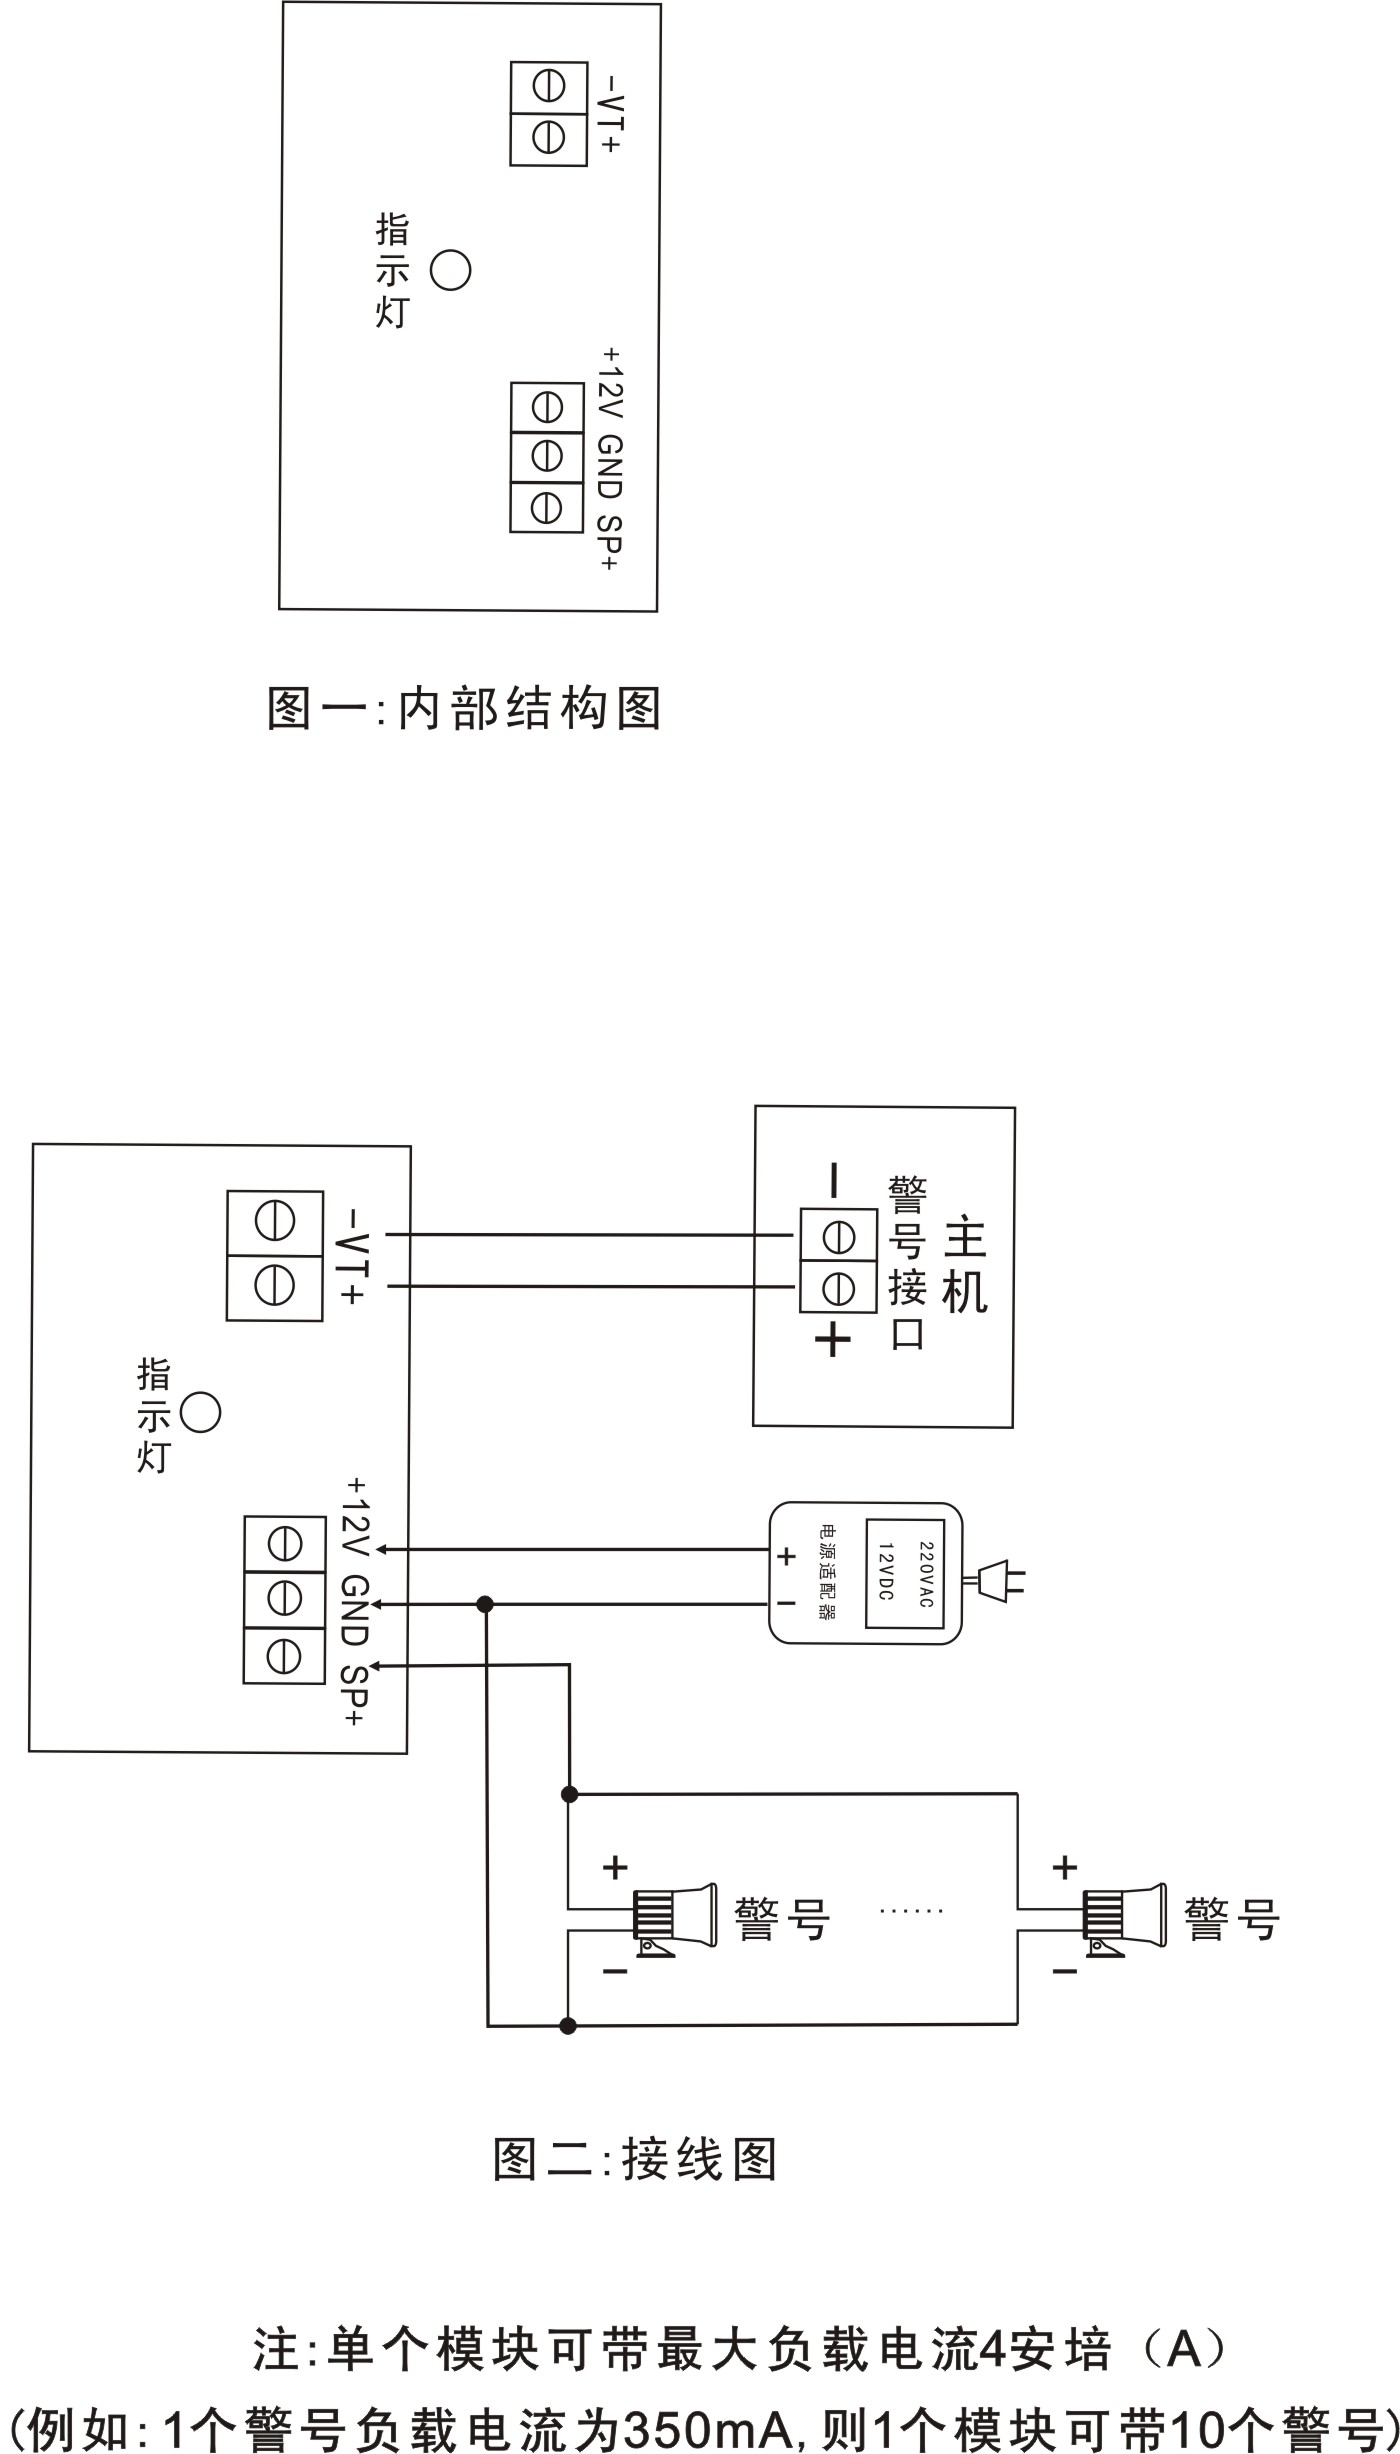 -VT+
指示灯
+12V GND SP+
图一:内部结构图
-VT+
指示灯
+12V GND SP+
−
+
警号接口
主机
+
−
电源适配器
12VDC
220VAC
+
−
警号
······
+
−
警号
图二:接线图
注:单个模块可带最大负载电流4安培（A）
(例如:1个警号负载电流为350mA,则1个模块可带10个警号)